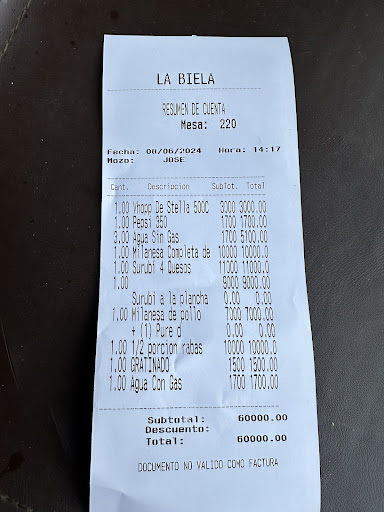 LA BIELA
RESUMEN DE CUENTA
Mesa: 220
Fecha: 08/06/2024 Hora: 14:17
Mozo: JOSE
Cant. Descripcion SubTot. Total
1.00 Vhopp De Stella 500C 3000 3000.00
1.00 Pepsi 350 1700 1700.00
3.00 Agua Sin Gas 1700 5100.00
1.00 Milanesa Completa de 10000 10000.0
1.00 Surubi 4 Quesos 11000 11000.0
1.00 9000 9000.00
Surubi a la plancha 0.00 0.00
1.00 Milanesa de pollo 7000 7000.00
+ (1) Pure d 0.00 0.00
1.00 1/2 porcion rabas 10000 10000.0
1.00 GRATINADO 1500 1500.00
1.00 Agua Con Gas 1700 1700.00
Subtotal: 60000.00
Descuento:
Total: 60000.00
DOCUMENTO NO VALIDO COMO FACTURA